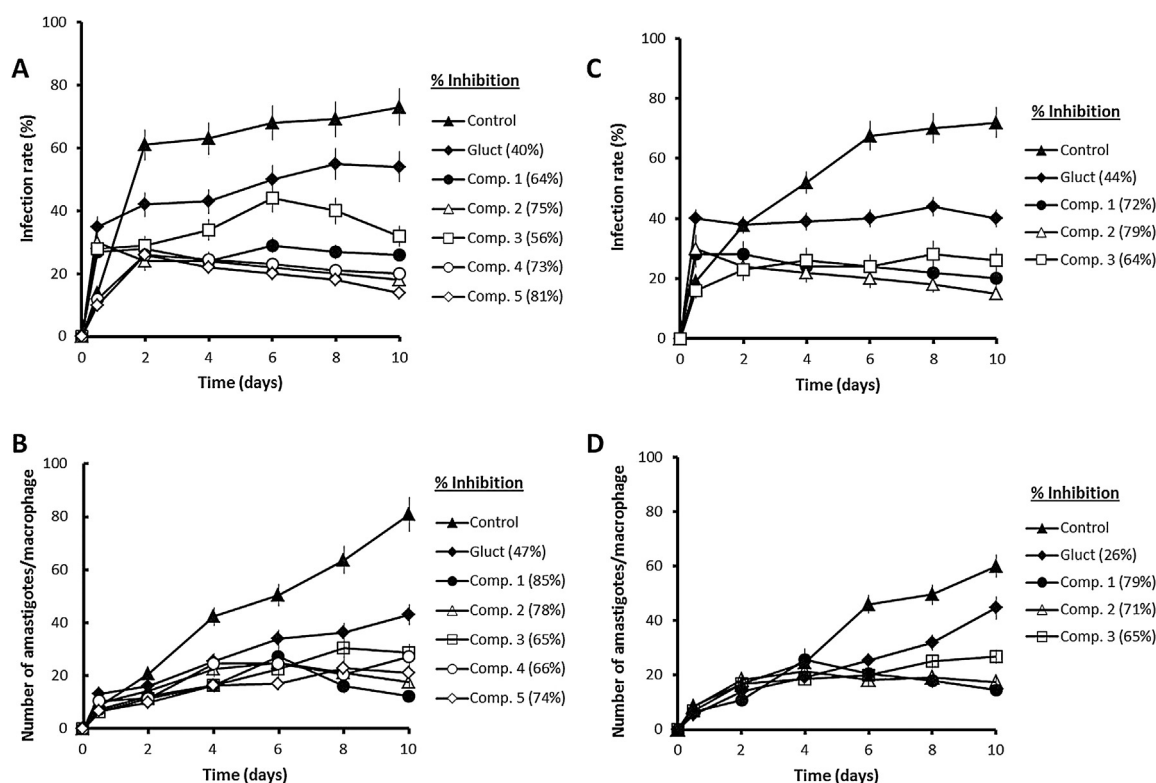 A
Infection rate (%)
100
80
60
40
20
0
0 2 4 6 8 10
Time (days)
% Inhibition
Control
Gluct (40%)
Comp. 1 (64%)
Comp. 2 (75%)
Comp. 3 (56%)
Comp. 4 (73%)
Comp. 5 (81%)
C
Infection rate (%)
100
80
60
40
20
0
0 2 4 6 8 10
Time (days)
% Inhibition
Control
Gluct (44%)
Comp. 1 (72%)
Comp. 2 (79%)
Comp. 3 (64%)
B
Number of amastigotes/macrophage
100
80
60
40
20
0
0 2 4 6 8 10
Time (days)
% Inhibition
Control
Gluct (47%)
Comp. 1 (85%)
Comp. 2 (78%)
Comp. 3 (65%)
Comp. 4 (66%)
Comp. 5 (74%)
D
Number of amastigotes/macrophage
100
80
60
40
20
0
0 2 4 6 8 10
Time (days)
% Inhibition
Control
Gluct (26%)
Comp. 1 (79%)
Comp. 2 (71%)
Comp. 3 (65%)